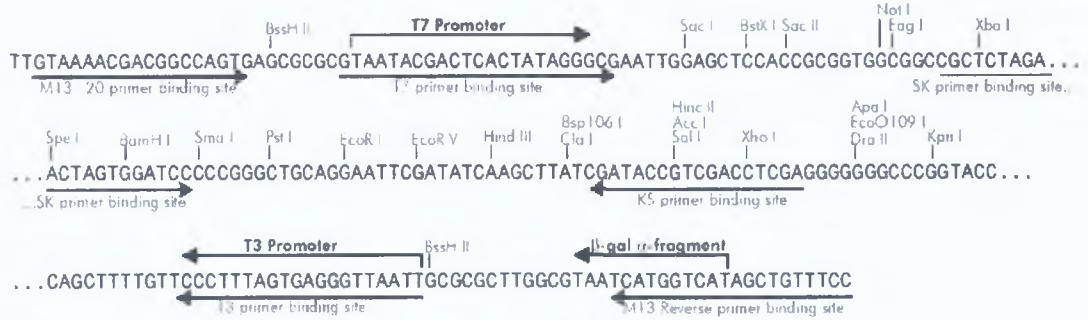 T7 Promoter
BssH II Sac I BstX I Sac II Not I Eag I Xba I
TTGTAAAACGACGGCCAGTGAGCGCGCGTAATACGACTCACTATAGGGCGAATTGGAGCTCCACCGCGGTGGCGGCCGCTCTAGA...
M13 -20 primer binding site T7 primer binding site SK primer binding site...
Bsp106 I Hinc II Acc I Apa I EcoO109 I
Spe I BamH I Sma I Pst I EcoR I EcoR V Hind III Cla I Sal I Xho I Dra II Kpn I
...ACTAGTGGATCCCCCGGGCTGCAGGAATTCGATATCAAGCTTATCGATACCGTCGACCTCGAGGGGGGGCCCGGTACC...
...SK primer binding site KS primer binding site
T3 Promoter BssH II β-gal α-fragment
...CAGCTTTTGTTCCCTTTAGTGAGGGTTAATTGCGCGCTTGGCGTAATCATGGTCATAGCTGTTTCC
T3 primer binding site M13 Reverse primer binding site